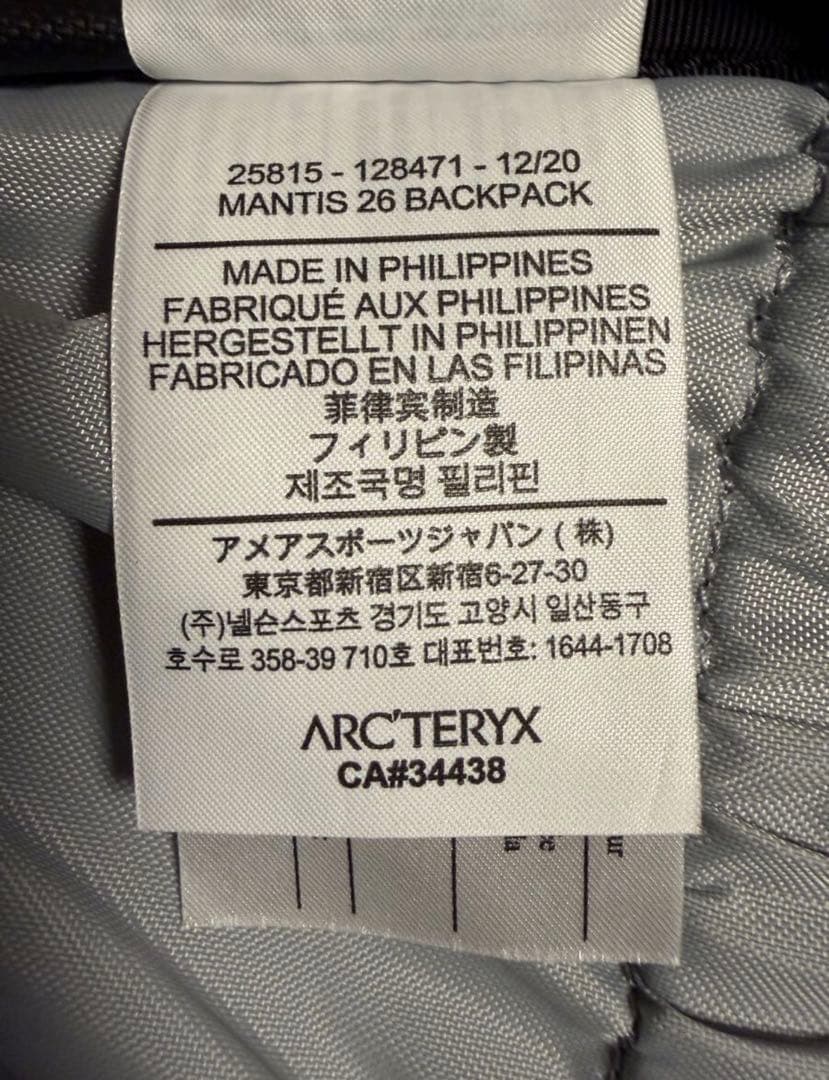 25815 - 128471 - 12/20
MANTIS 26 BACKPACK
MADE IN PHILIPPINES
FABRIQUÉ AUX PHILIPPINES
HERGESTELLT IN PHILIPPINEN
FABRICADO EN LAS FILIPINAS
菲律宾制造
フィリピン製
제조국명 필리핀
アメアスポーツジャパン ( 株)
東京都新宿区新宿6-27-30
(주)넬슨스포츠 경기도 고양시 일산동구
호수로 358-39 710호 대표번호: 1644-1708
ARC'TERYX
CA#34438